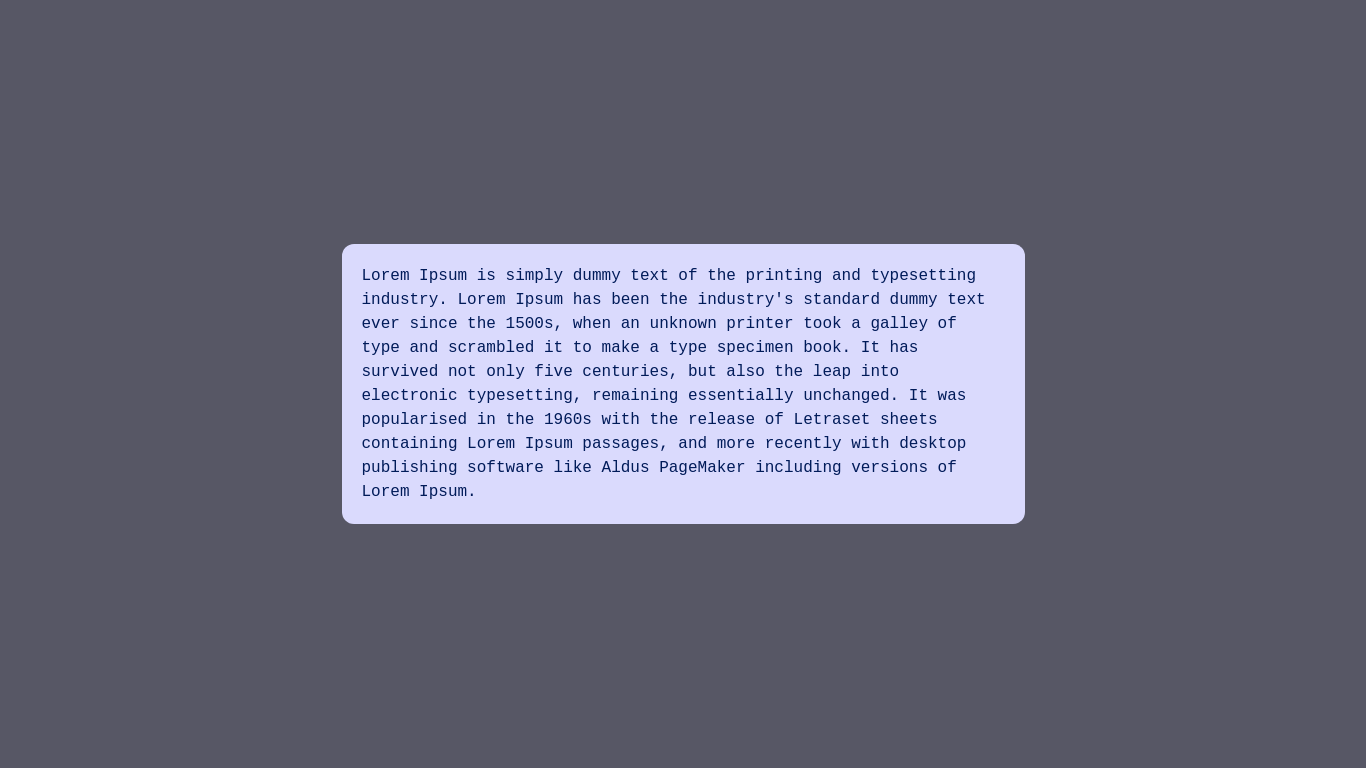 Lorem Ipsum is simply dummy text of the printing and typesetting
industry. Lorem Ipsum has been the industry's standard dummy text
ever since the 1500s, when an unknown printer took a galley of
type and scrambled it to make a type specimen book. It has
survived not only five centuries, but also the leap into
electronic typesetting, remaining essentially unchanged. It was
popularised in the 1960s with the release of Letraset sheets
containing Lorem Ipsum passages, and more recently with desktop
publishing software like Aldus PageMaker including versions of
Lorem Ipsum.